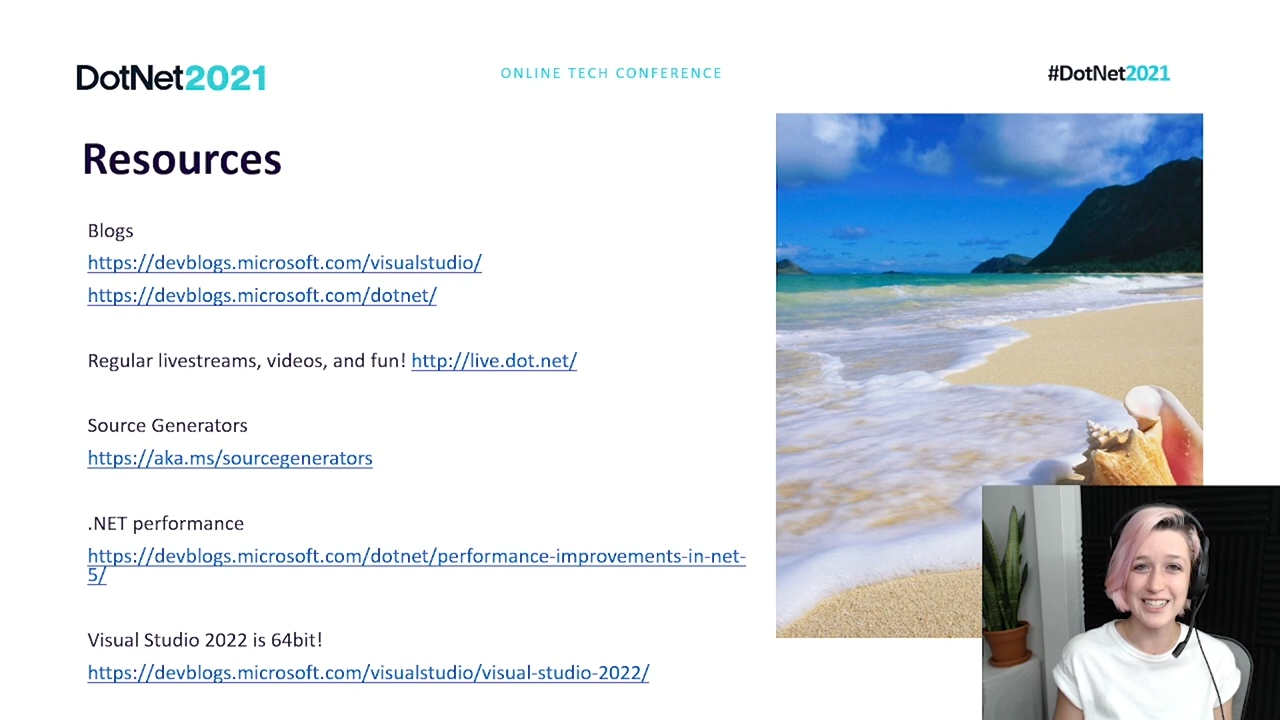 DotNet2021
ONLINE TECH CONFERENCE
#DotNet2021
Resources
Blogs
https://devblogs.microsoft.com/visualstudio/
https://devblogs.microsoft.com/dotnet/
Regular livestreams, videos, and fun! http://live.dot.net/
Source Generators
https://aka.ms/sourcegenerators
.NET performance
https://devblogs.microsoft.com/dotnet/performance-improvements-in-net-
5/
Visual Studio 2022 is 64bit!
https://devblogs.microsoft.com/visualstudio/visual-studio-2022/